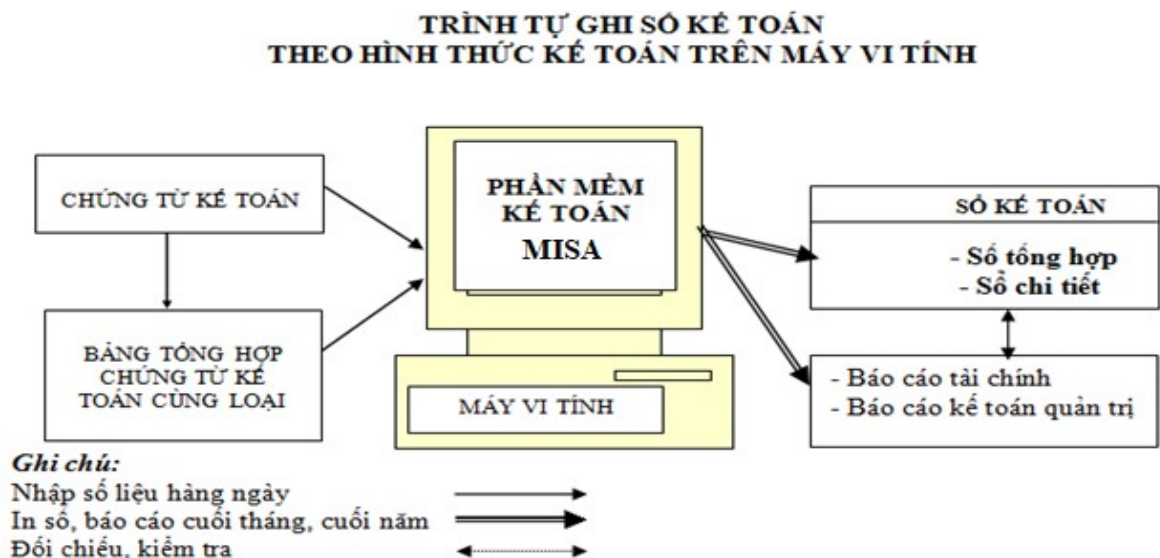 TRÌNH TỰ GHI SỔ KẾ TOÁN
THEO HÌNH THỨC KẾ TOÁN TRÊN MÁY VI TÍNH
CHỨNG TỪ KẾ TOÁN
BẢNG TỔNG HỢP
CHỨNG TỪ KẾ
TOÁN CÙNG LOẠI
PHẦN MỀM
KẾ TOÁN
MISA
MÁY VI TÍNH
SỔ KẾ TOÁN
- Sổ tổng hợp
- Sổ chi tiết
- Báo cáo tài chính
- Báo cáo kế toán quản trị
Ghi chú:
Nhập số liệu hàng ngày
In sổ, báo cáo cuối tháng, cuối năm
Đối chiếu, kiểm tra